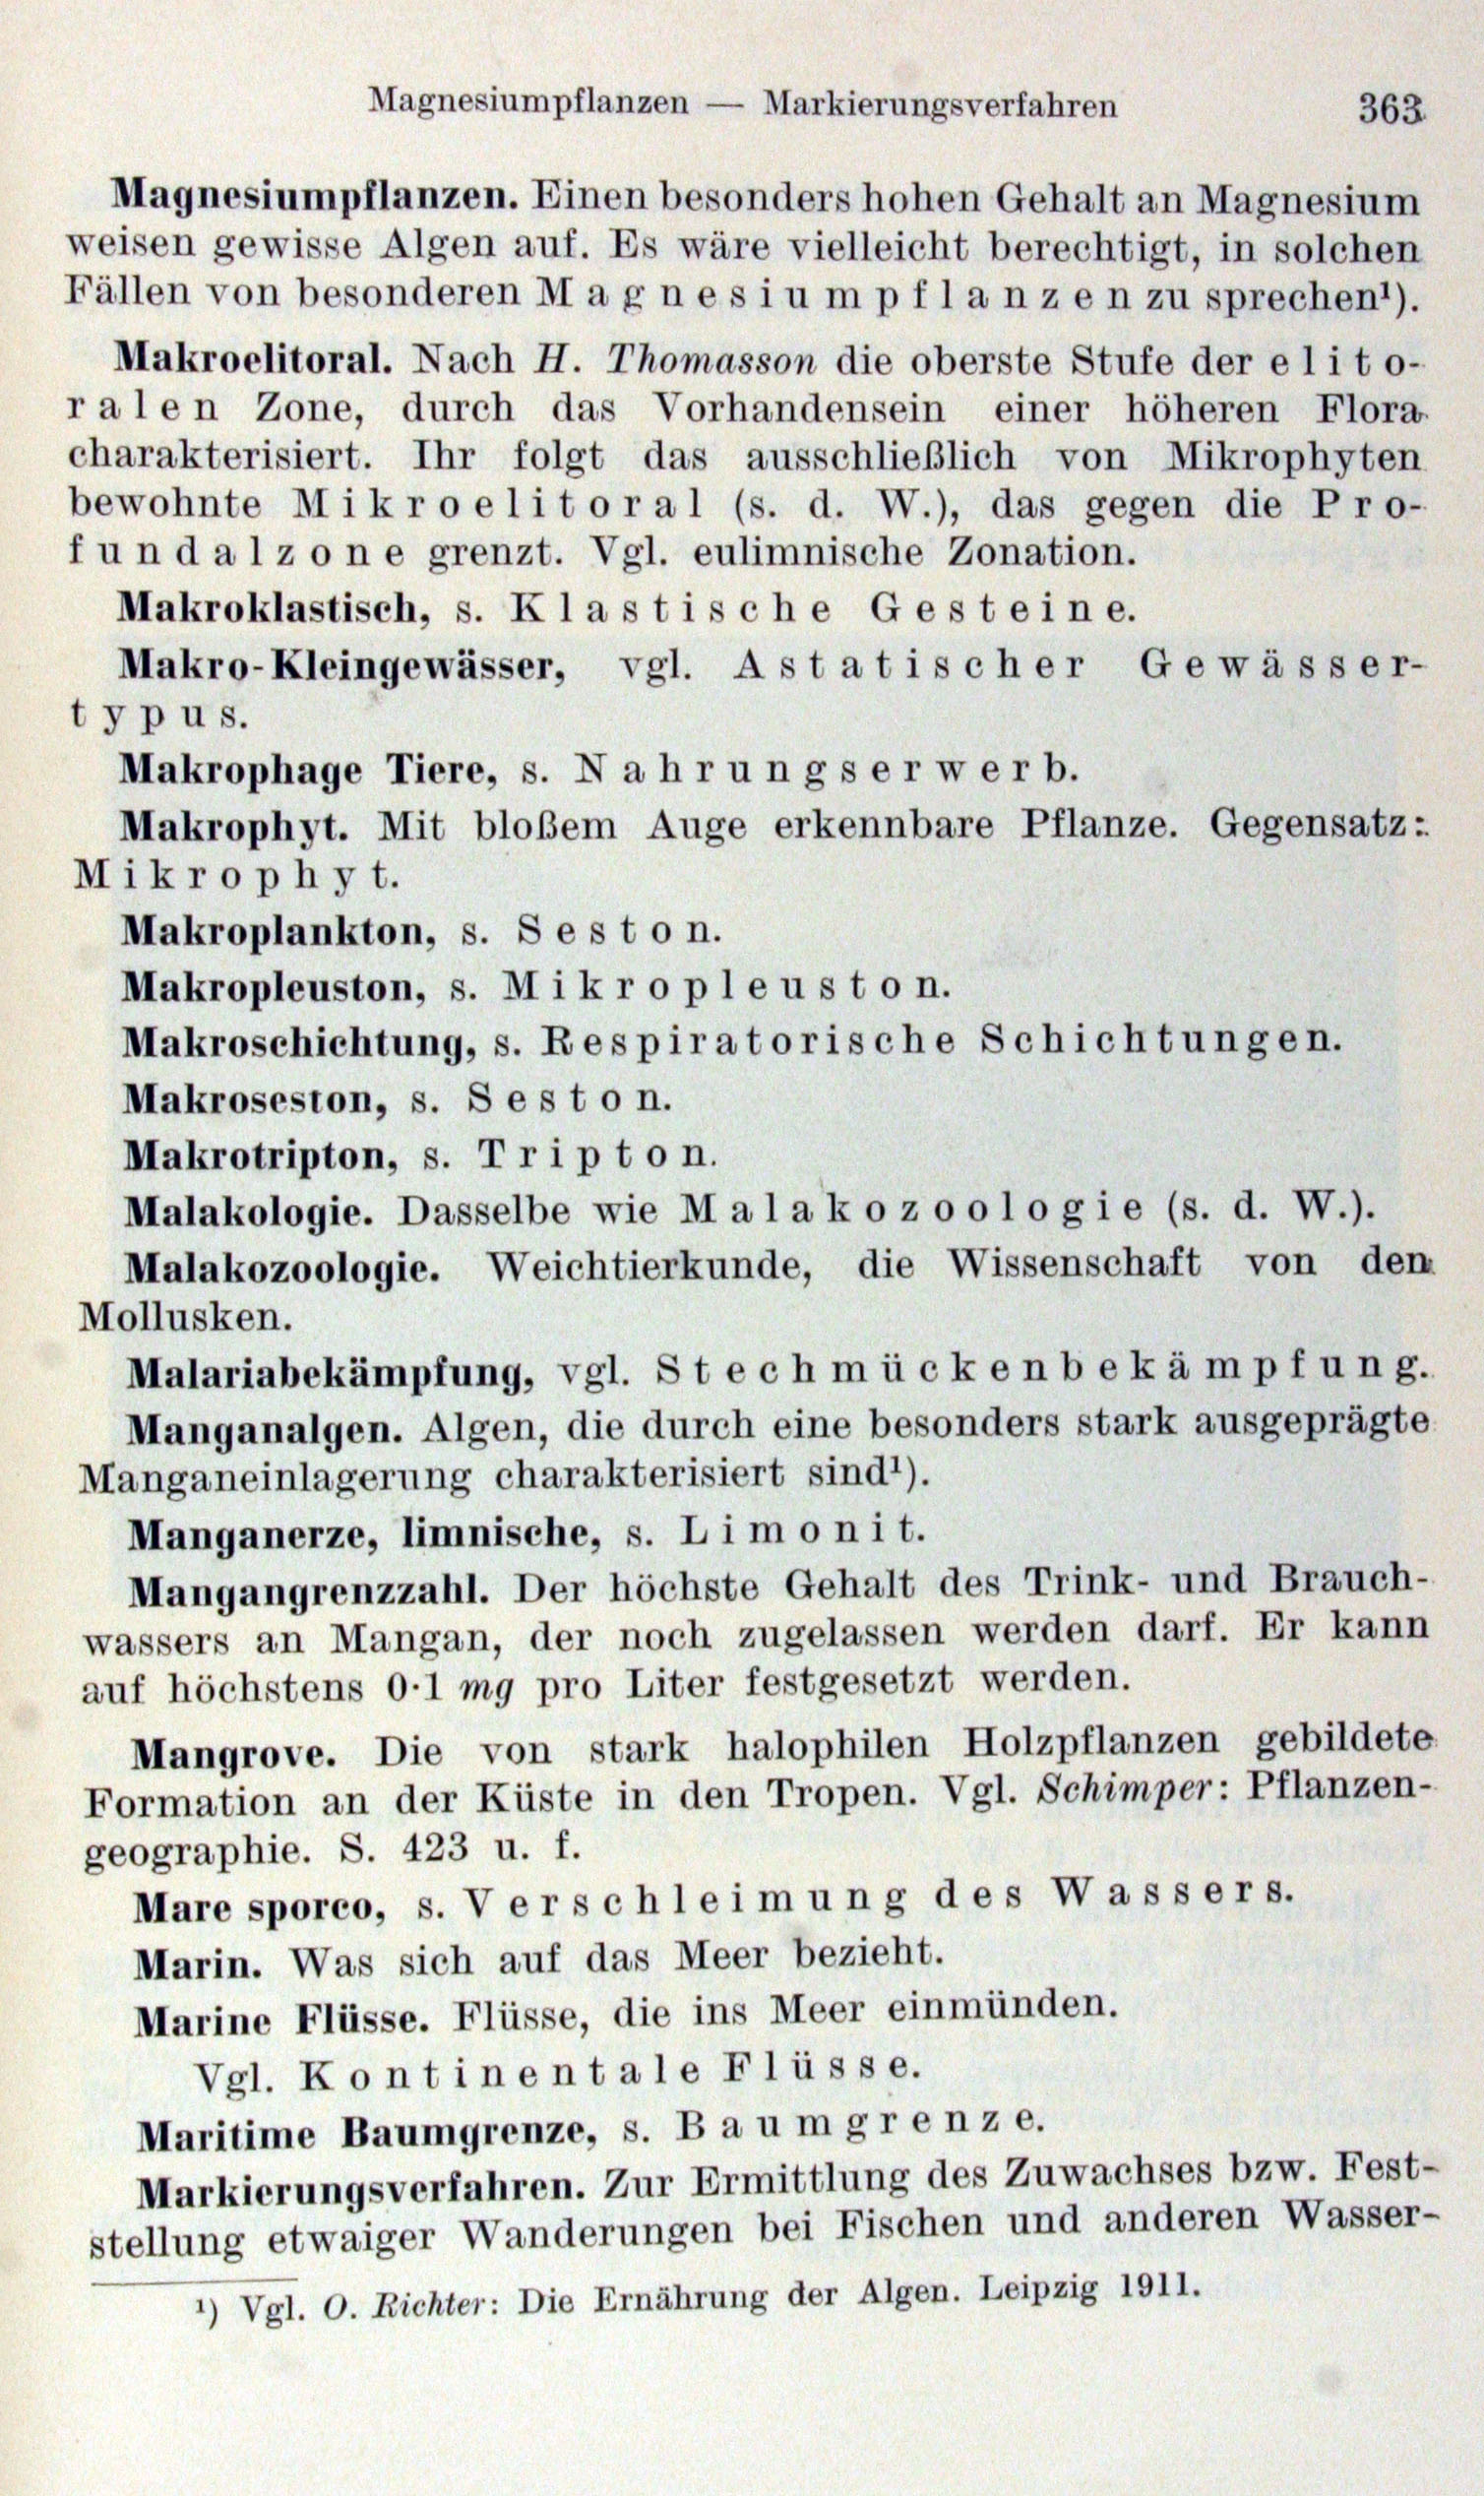 Magnesiumpflanzen — Markierungsverfahren 363
Magnesiumpflanzen. Einen besonders hohen Gehalt an Magnesium
weisen gewisse Algen auf. Es wäre vielleicht berechtigt, in solchen
Fällen von besonderen Magnesiumpflanzen zu sprechen¹).
Makroelitoral. Nach H. Thomasson die oberste Stufe der elito-
ralen Zone, durch das Vorhandensein einer höheren Flora
charakterisiert. Ihr folgt das ausschließlich von Mikrophyten
bewohnte Mikroelitoral (s. d. W.), das gegen die Pro-
fundalzone grenzt. Vgl. eulimnische Zonation.
Makroklastisch, s. Klastische Gesteine.
Makro-Kleingewässer, vgl. Astatischer Gewässer-
typus.
Makrophage Tiere, s. Nahrungserwerb.
Makrophyt. Mit bloßem Auge erkennbare Pflanze. Gegensatz:
Mikrophyt.
Makroplankton, s. Seston.
Makropleuston, s. Mikropleuston.
Makroschichtung, s. Respiratorische Schichtungen.
Makroseston, s. Seston.
Makrotripton, s. Tripton.
Malakologie. Dasselbe wie Malakozoologie (s. d. W.).
Malakozoologie. Weichtierkunde, die Wissenschaft von den
Mollusken.
Malariabekämpfung, vgl. Stechmückenbekämpfung.
Manganalgen. Algen, die durch eine besonders stark ausgeprägte
Manganeinlagerung charakterisiert sind¹).
Manganerze, limnische, s. Limonit.
Mangangrenzzahl. Der höchste Gehalt des Trink- und Brauch-
wassers an Mangan, der noch zugelassen werden darf. Er kann
auf höchstens 0·1 mg pro Liter festgesetzt werden.
Mangrove. Die von stark halophilen Holzpflanzen gebildete
Formation an der Küste in den Tropen. Vgl. Schimper: Pflanzen-
geographie. S. 423 u. f.
Mare sporco, s. Verschleimung des Wassers.
Marin. Was sich auf das Meer bezieht.
Marine Flüsse. Flüsse, die ins Meer einmünden.
Vgl. Kontinentale Flüsse.
Maritime Baumgrenze, s. Baumgrenze.
Markierungsverfahren. Zur Ermittlung des Zuwachses bzw. Fest-
stellung etwaiger Wanderungen bei Fischen und anderen Wasser-
¹) Vgl. O. Richter: Die Ernährung der Algen. Leipzig 1911.